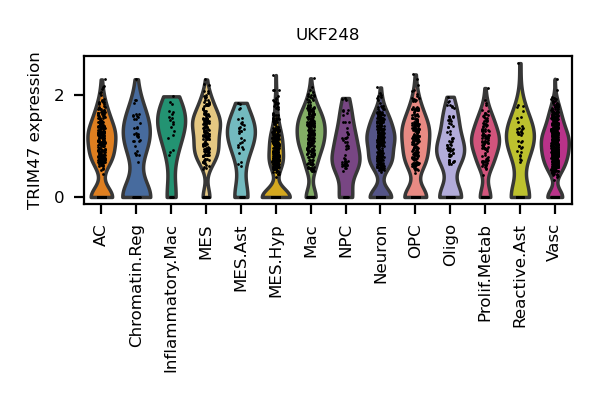 UKF248
TRIM47 expression
2
0
AC
Chromatin.Reg
Inflammatory.Mac
MES
MES.Ast
MES.Hyp
Mac
NPC
Neuron
OPC
Oligo
Prolif.Metab
Reactive.Ast
Vasc